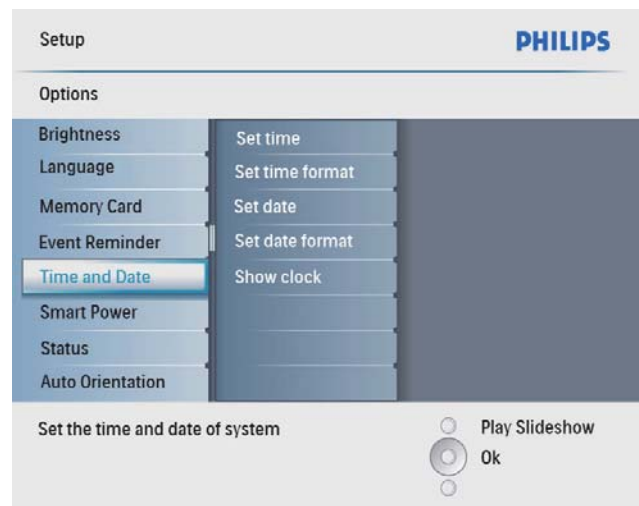 Setup
PHILIPS
Options
Brightness
Language
Memory Card
Event Reminder
Time and Date
Smart Power
Status
Auto Orientation
Set time
Set time format
Set date
Set date format
Show clock
Set the time and date of system
Play Slideshow
Ok